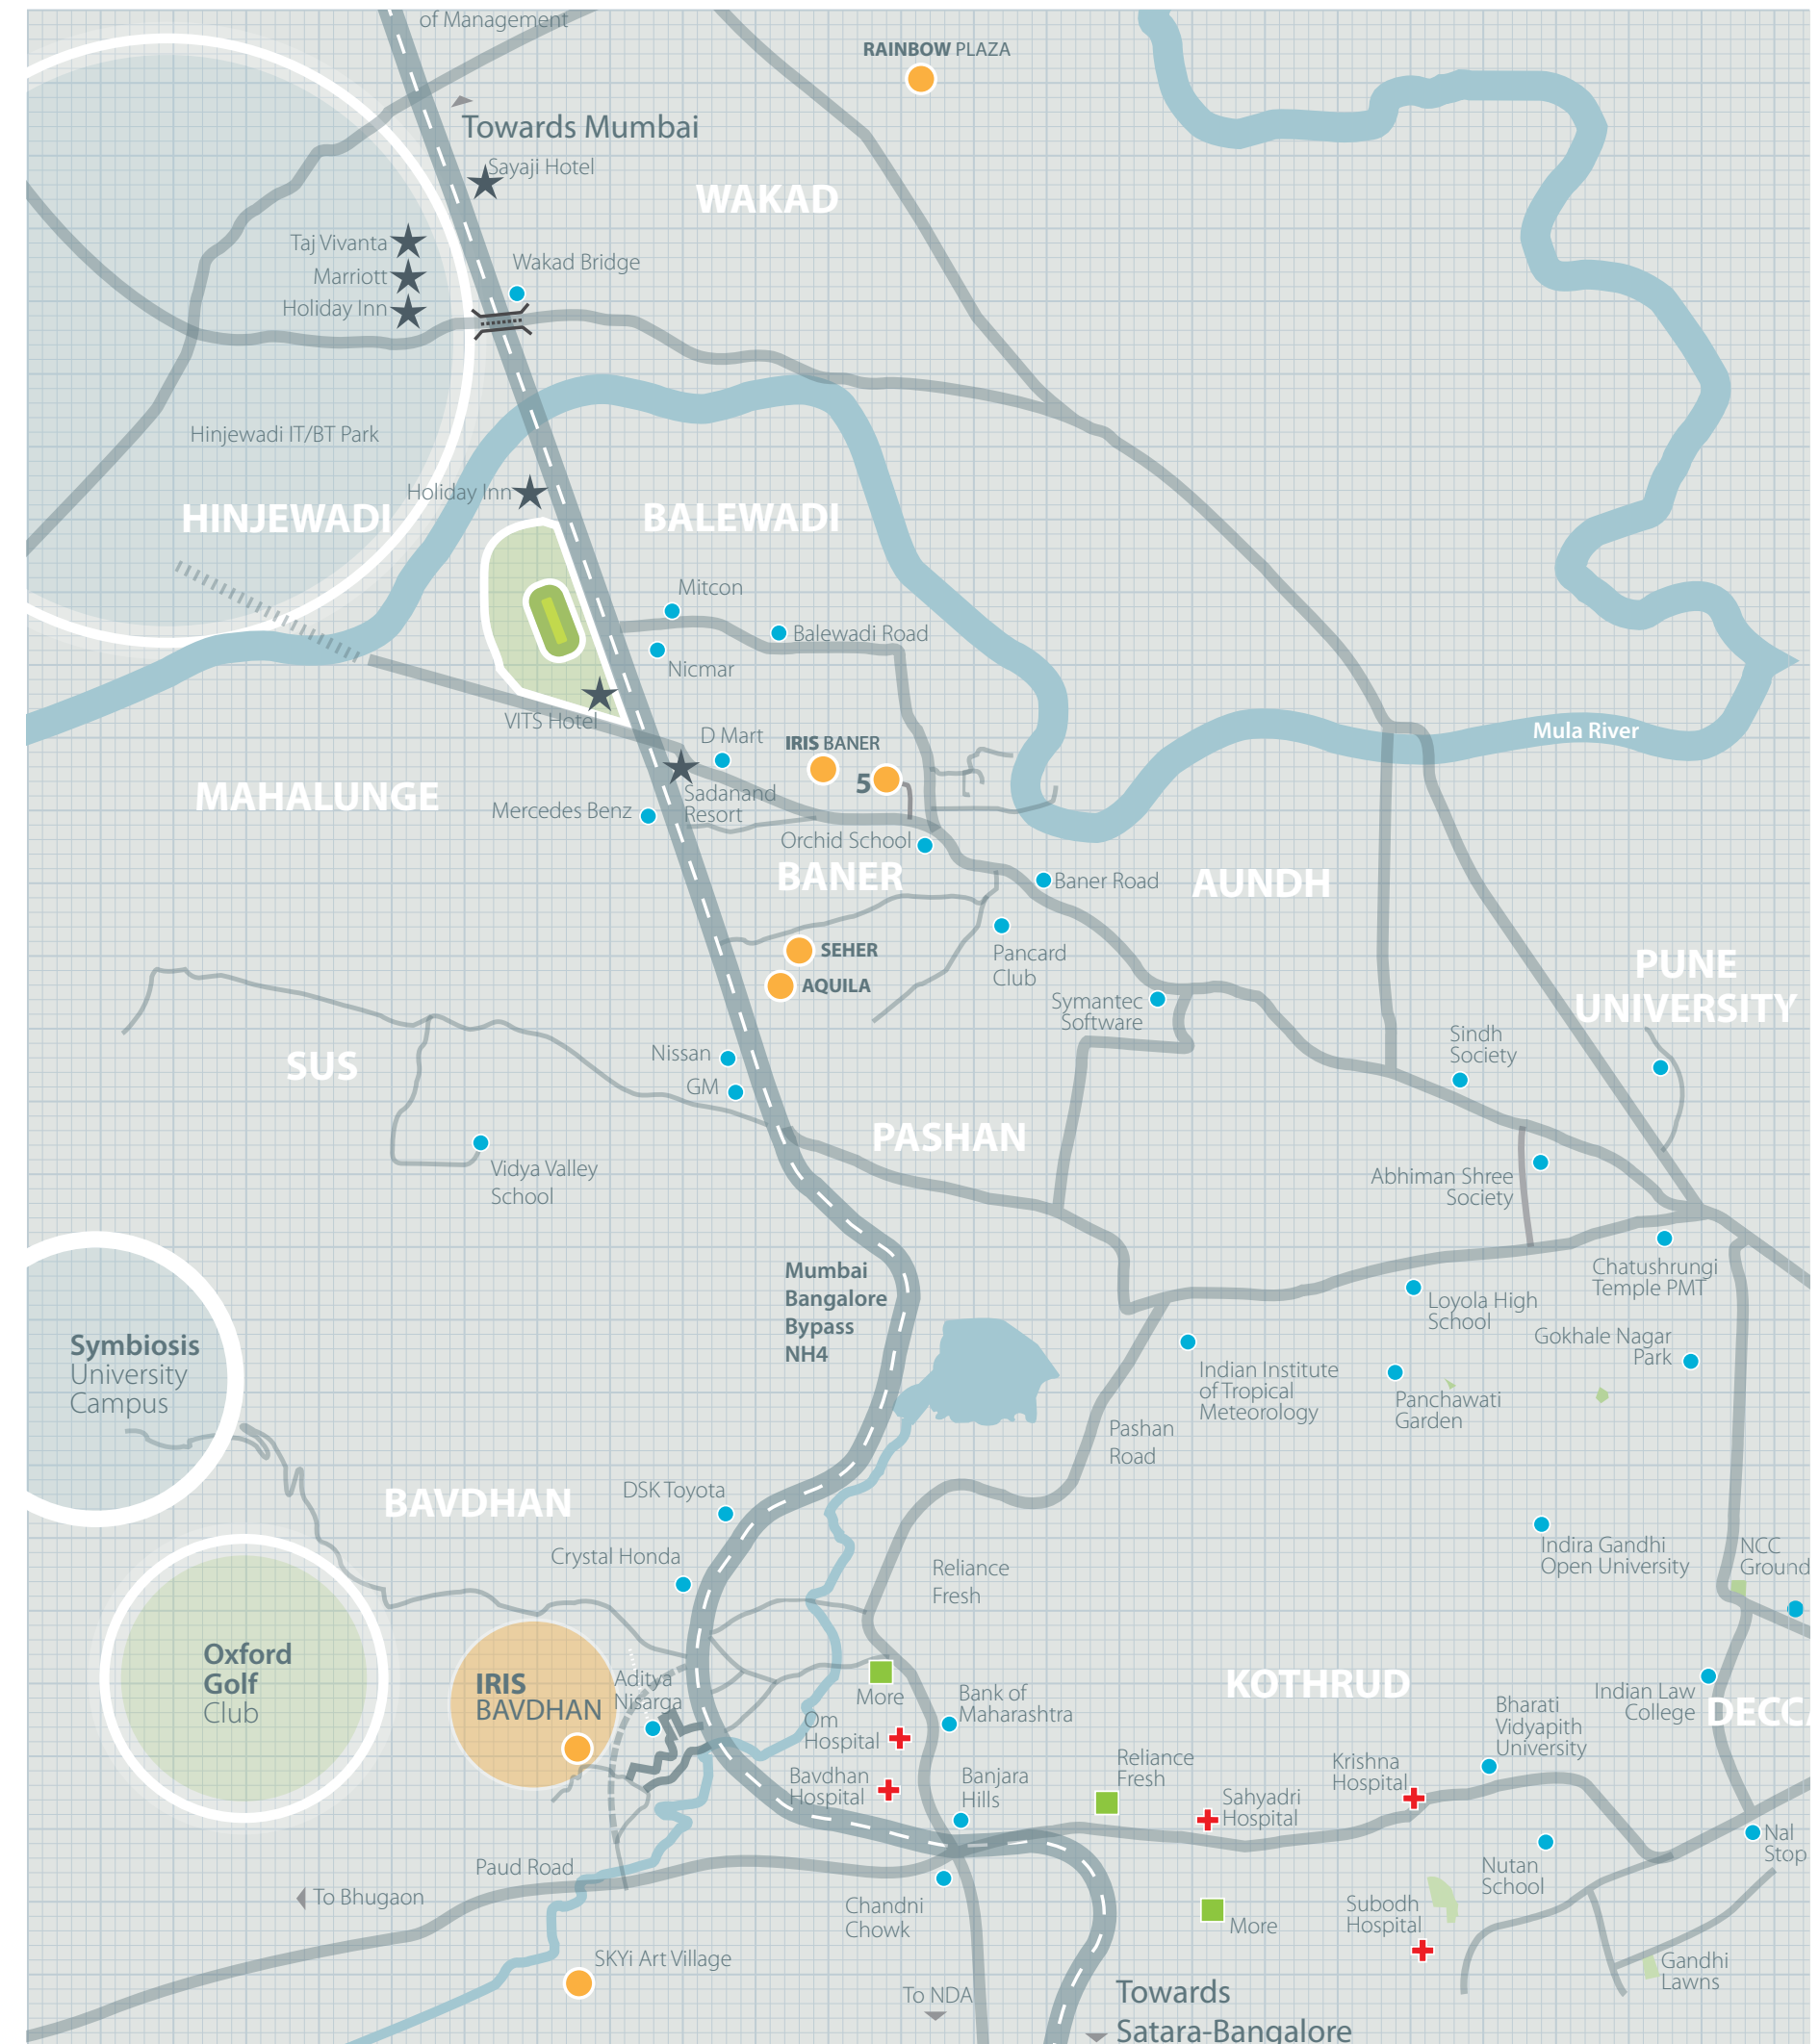 of Management
RAINBOW PLAZA
Towards Mumbai
Sayaji Hotel
WAKAD
Taj Vivanta
Marriott
Holiday Inn
Wakad Bridge
Hinjewadi IT/BT Park
Holiday Inn
HINJEWADI
BALEWADI
Mitcon
Balewadi Road
Nicmar
VITS Hotel
D Mart
IRIS BANER
5
Mula River
MAHALUNGE
Sadanand
Resort
Mercedes Benz
Orchid School
BANER
Baner Road
AUNDH
SEHER
AQUILA
Pancard
Club
PUNE
UNIVERSITY
Symantec
Software
Sindh
Society
SUS
Nissan
GM
PASHAN
Vidya Valley
School
Abhiman Shree
Society
Mumbai
Bangalore
Bypass
NH4
Chatushrungi
Temple PMT
Loyola High
School
Gokhale Nagar
Park
Symbiosis
University
Campus
Indian Institute
of Tropical
Meteorology
Panchawati
Garden
Pashan
Road
BAVDHAN
DSK Toyota
Crystal Honda
Reliance
Fresh
Indira Gandhi
Open University
NCC
Ground
Oxford
Golf
Club
IRIS
BAVDHAN
Aditya
Nisarga
More
Bank of
Maharashtra
KOTHRUD
Indian Law
College
DECCA
Om
Hospital
Bharati
Vidyapith
University
Bavdhan
Hospital
Banjara
Hills
Reliance
Fresh
Krishna
Hospital
Sahyadri
Hospital
Nal
Stop
Paud Road
To Bhugaon
Chandni
Chowk
Nutan
School
Subodh
Hospital
More
SKYi Art Village
Gandhi
Lawns
To NDA
Towards
Satara-Bangalore